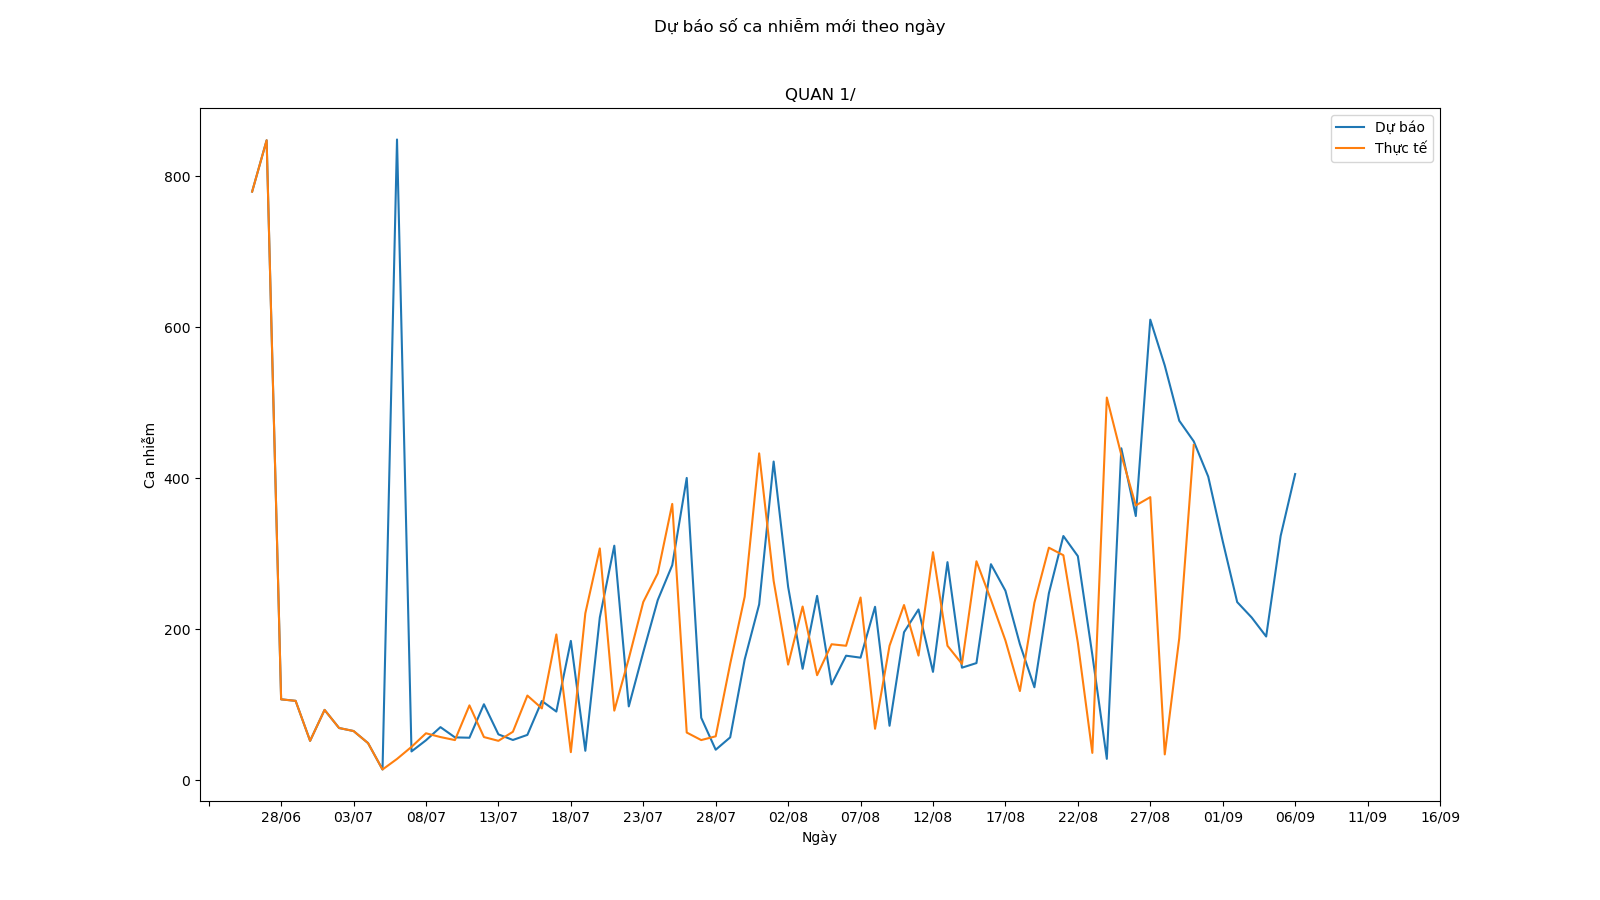 Dự báo số ca nhiễm mới theo ngày
QUAN 1/
Dự báo
Thực tế
800
600
400
200
0
Ca nhiễm
28/06 03/07 08/07 13/07 18/07 23/07 28/07 02/08 07/08 12/08 17/08 22/08 27/08 01/09 06/09 11/09 16/09
Ngày